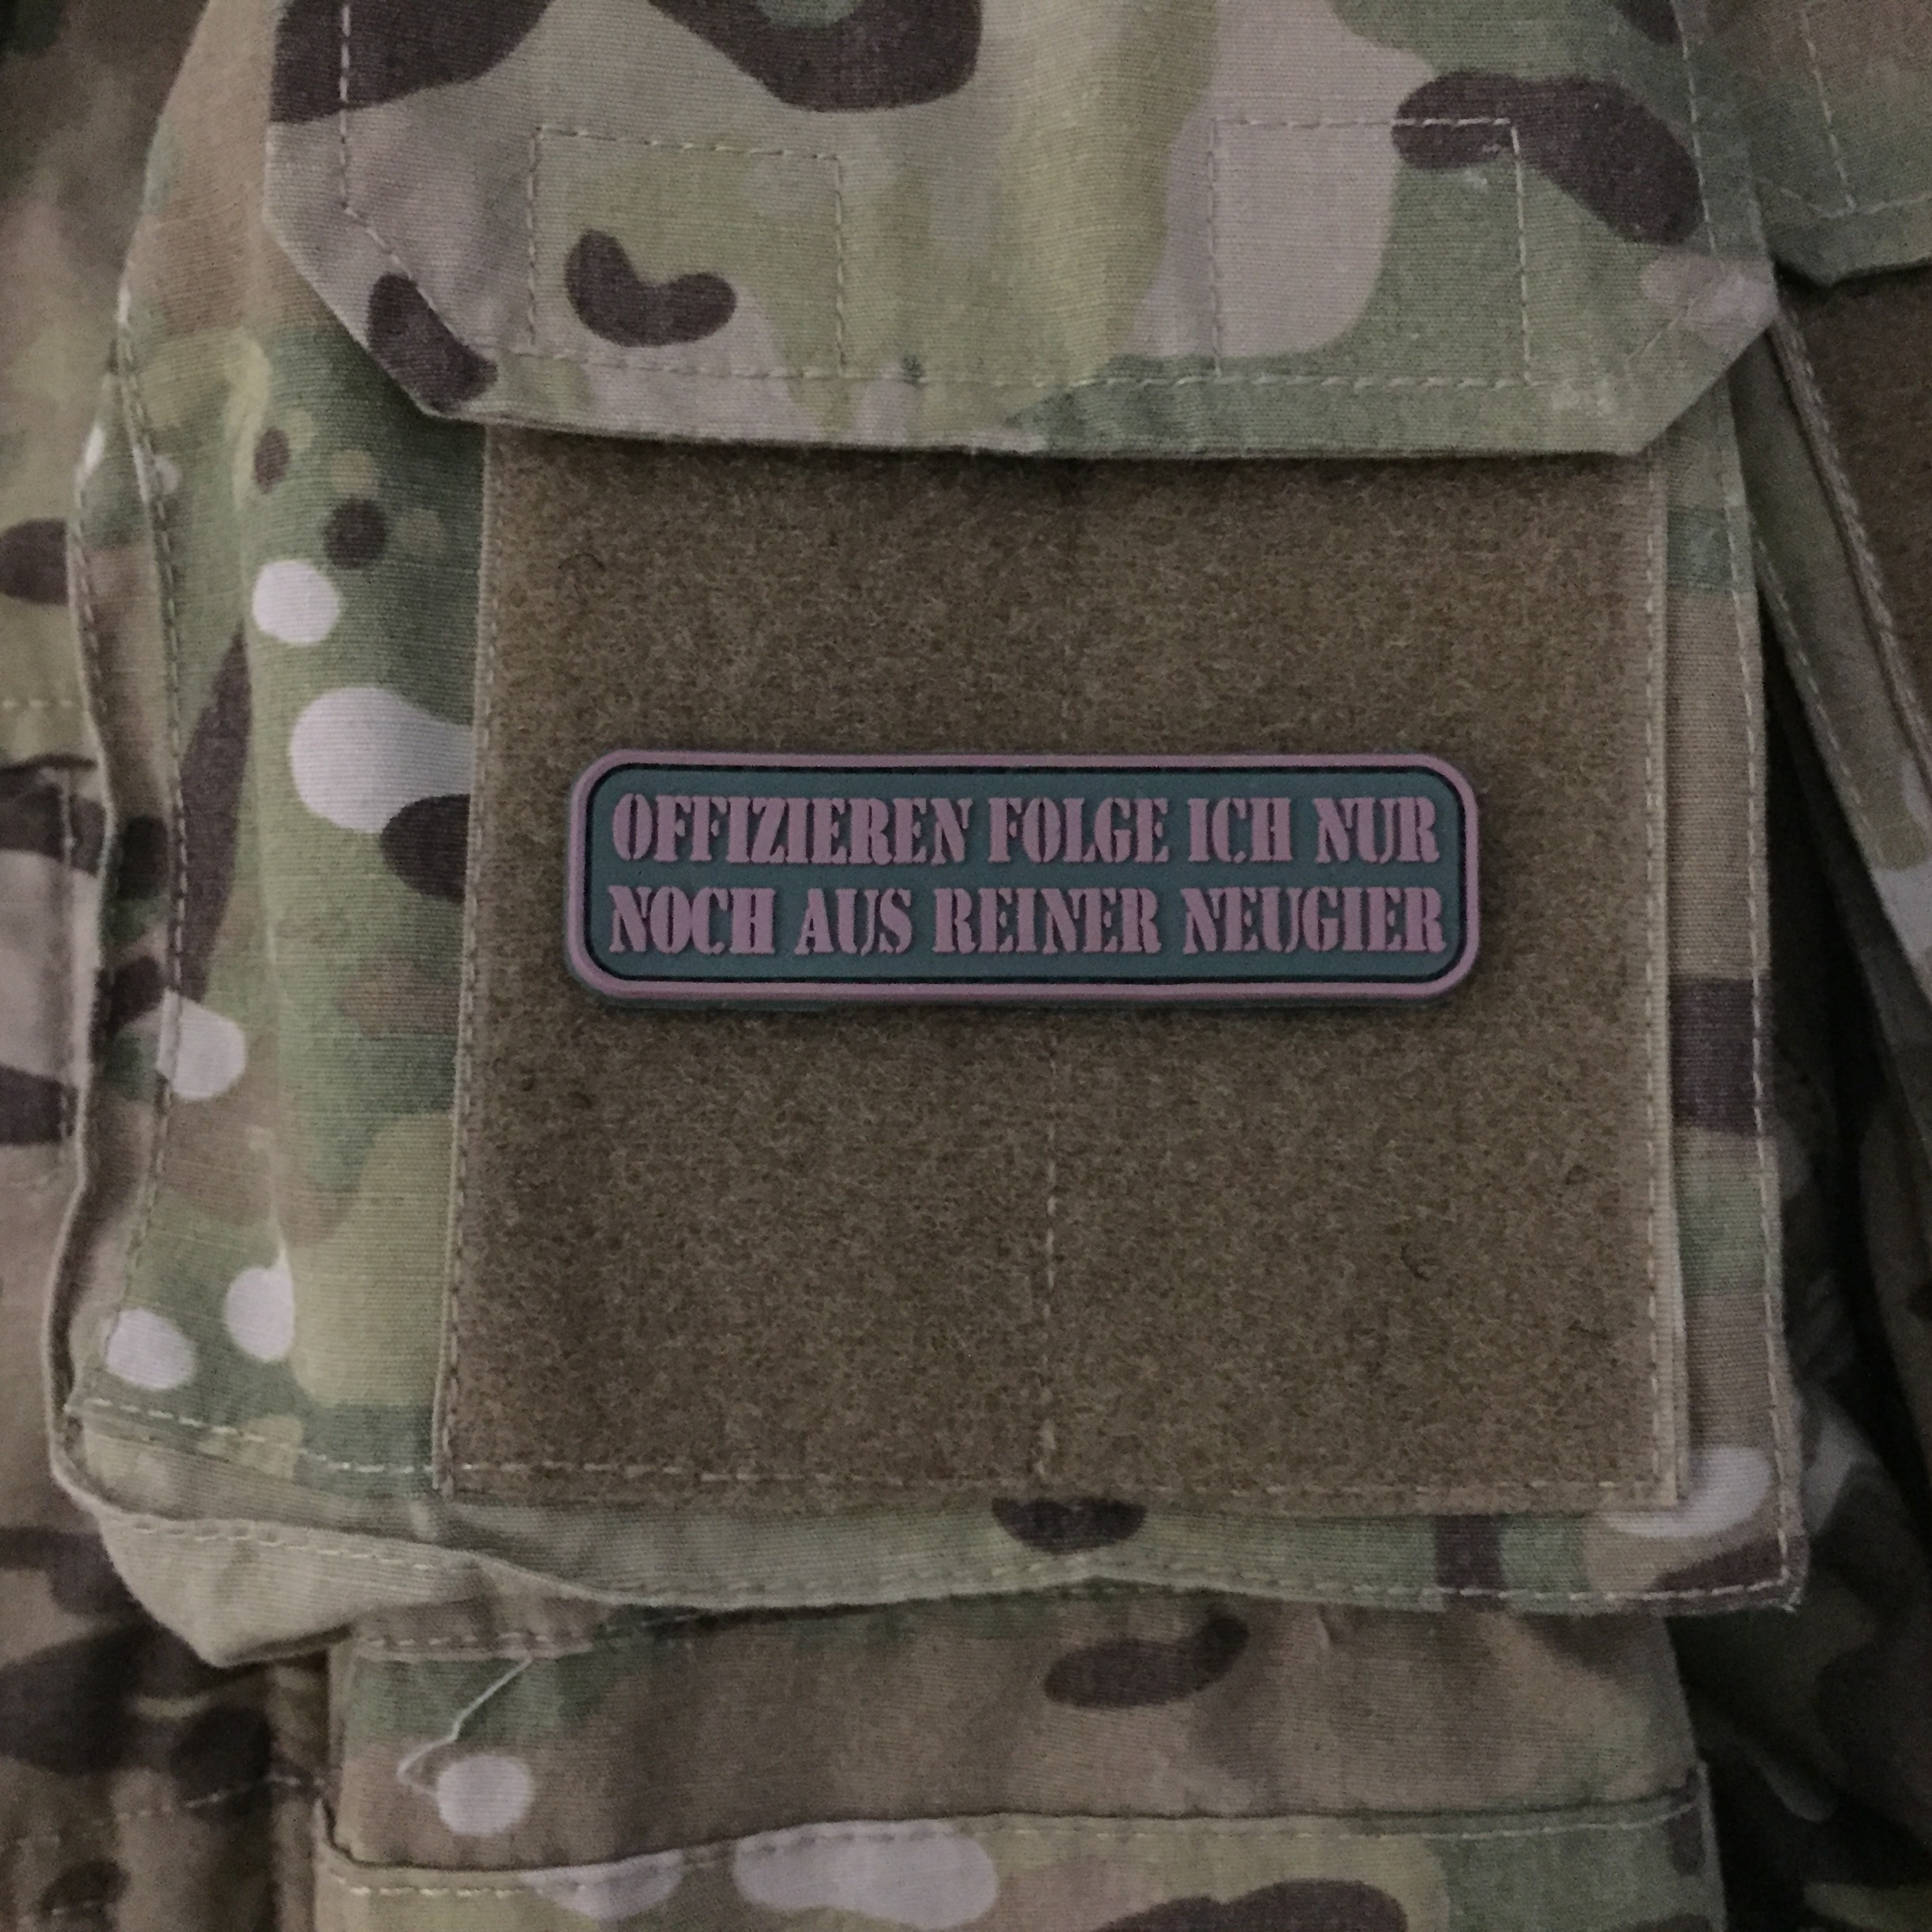 OFFIZIEREN FOLGE ICH NUR
NOCH AUS REINER NEUGIER